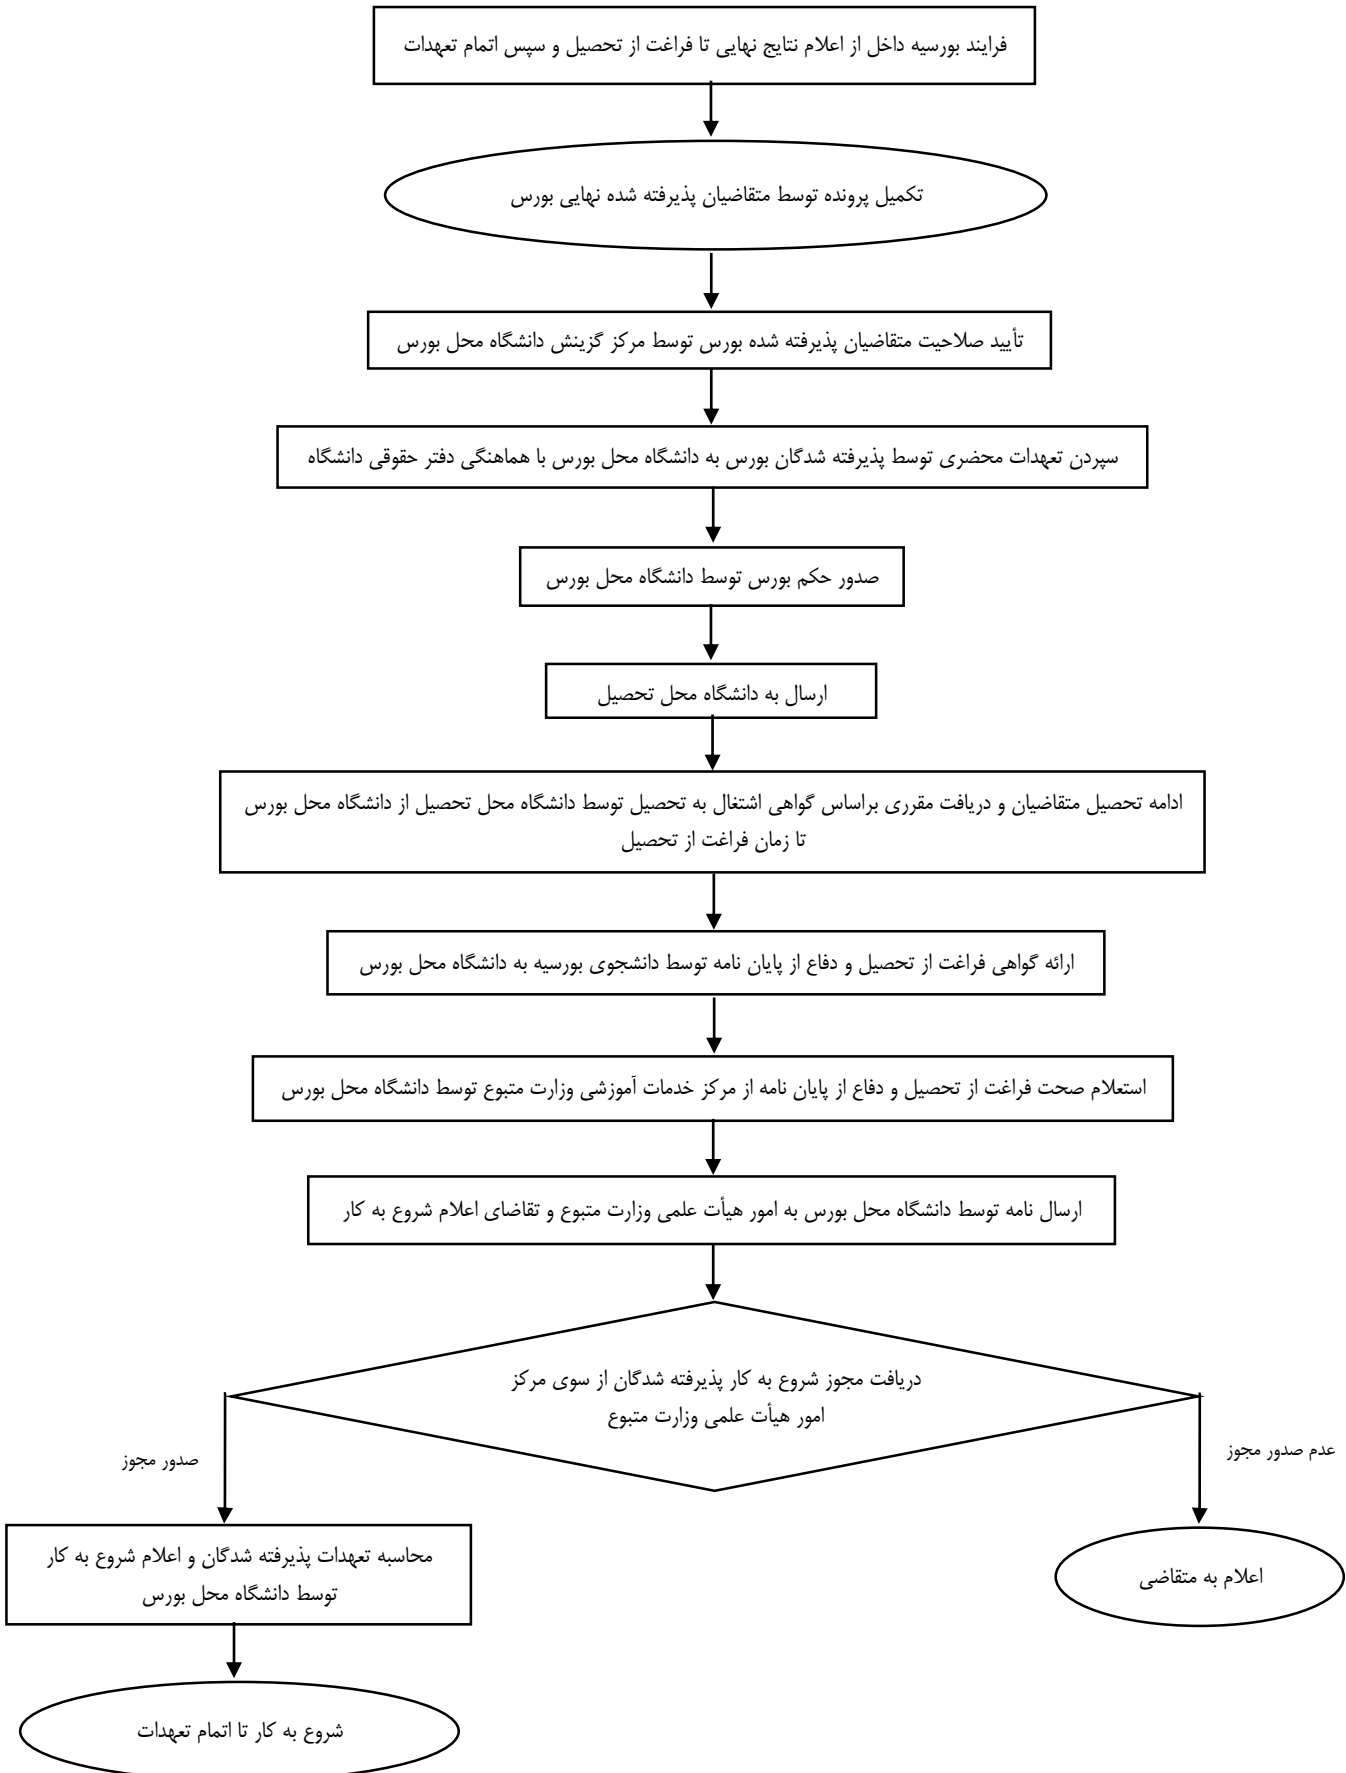 فرایند بورسیه داخل از اعلام نتایج نهایی تا فراغت از تحصیل و سپس اتمام تعهدات
تکمیل پرونده توسط متقاضیان پذیرفته شده نهایی بورس
تأیید صلاحیت متقاضیان پذیرفته شده بورس توسط مرکز گزینش دانشگاه محل بورس
سپردن تعهدات محضری توسط پذیرفته شدگان بورس به دانشگاه محل بورس با هماهنگی دفتر حقوقی دانشگاه
صدور حکم بورس توسط دانشگاه محل بورس
ارسال به دانشگاه محل تحصیل
ادامه تحصیل متقاضیان و دریافت مقرری براساس گواهی اشتغال به تحصیل توسط دانشگاه محل تحصیل از دانشگاه محل بورس
تا زمان فراغت از تحصیل
ارائه گواهی فراغت از تحصیل و دفاع از پایان نامه توسط دانشجوی بورسیه به دانشگاه محل بورس
استعلام صحت فراغت از تحصیل و دفاع از پایان نامه از مرکز خدمات آموزشی وزارت متبوع توسط دانشگاه محل بورس
ارسال نامه توسط دانشگاه محل بورس به امور هیأت علمی وزارت متبوع و تقاضای اعلام شروع به کار
دریافت مجوز شروع به کار پذیرفته شدگان از سوی مرکز
امور هیأت علمی وزارت متبوع
عدم صدور مجوز
صدور مجوز
اعلام به متقاضی
محاسبه تعهدات پذیرفته شدگان و اعلام شروع به کار
توسط دانشگاه محل بورس
شروع به کار تا اتمام تعهدات